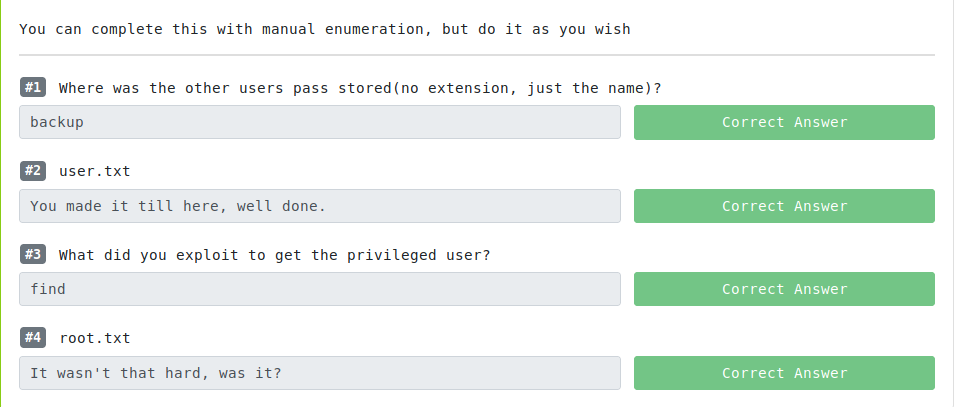 You can complete this with manual enumeration, but do it as you wish
#1 Where was the other users pass stored(no extension, just the name)?
backup Correct Answer
#2 user.txt
You made it till here, well done. Correct Answer
#3 What did you exploit to get the privileged user?
find Correct Answer
#4 root.txt
It wasn't that hard, was it? Correct Answer